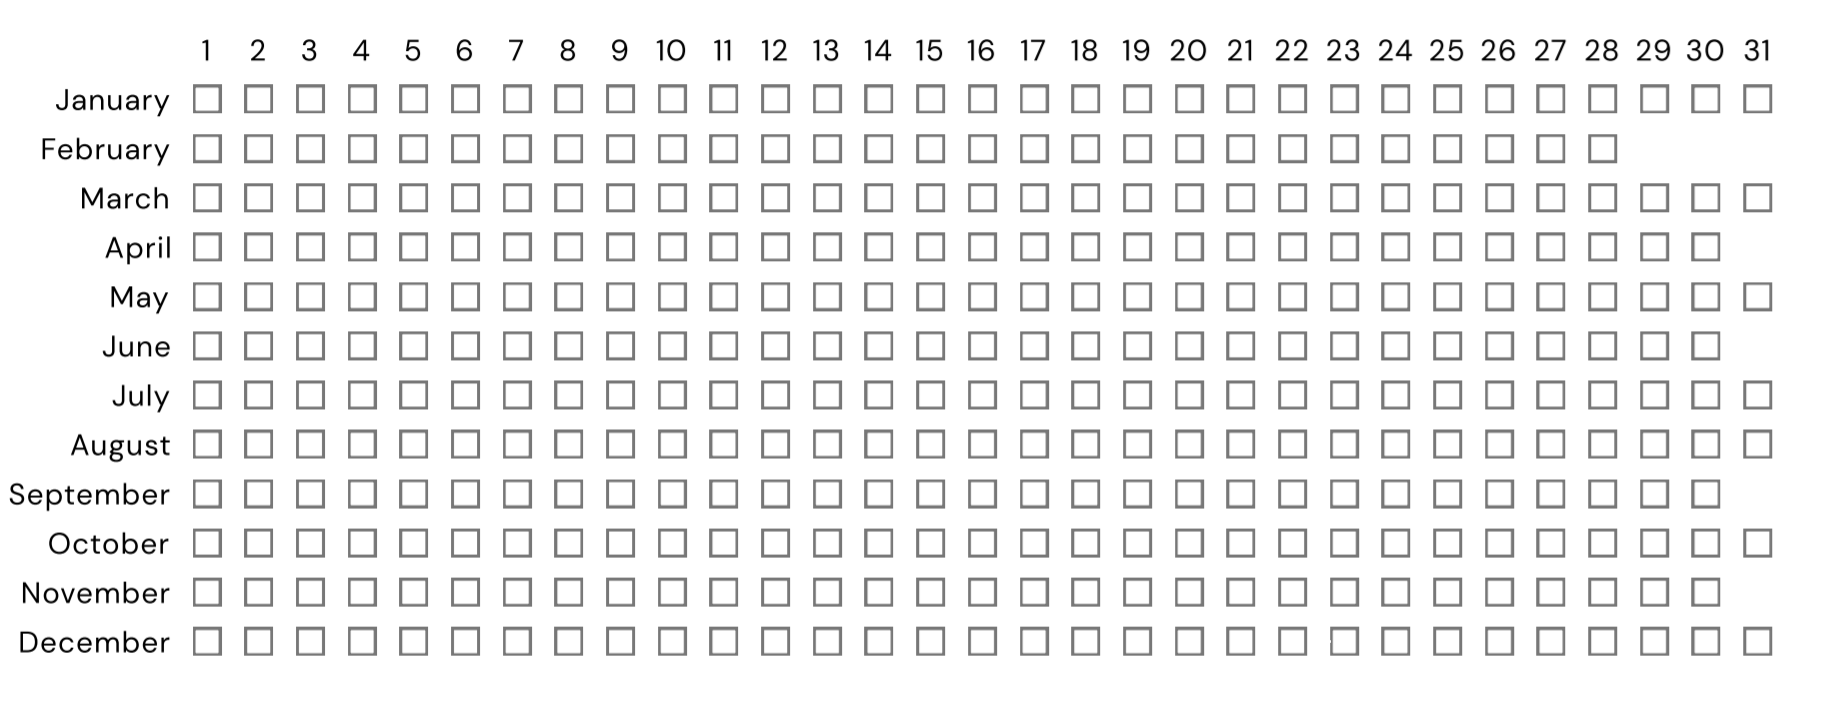 1 2 3 4 5 6 7 8 9 10 11 12 13 14 15 16 17 18 19 20 21 22 23 24 25 26 27 28 29 30 31
January
February
March
April
May
June
July
August
September
October
November
December